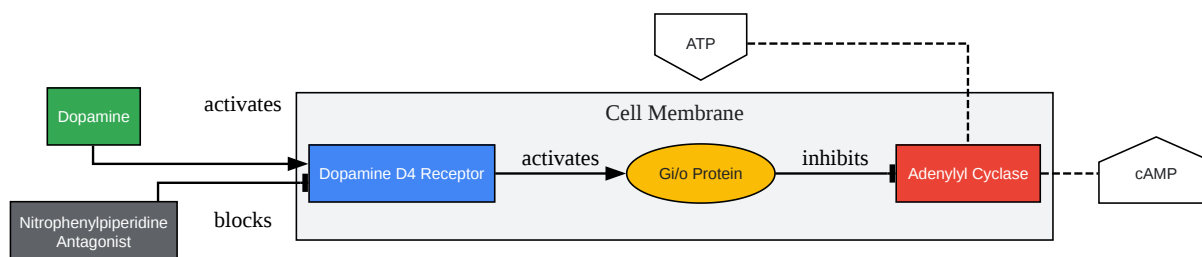 ATP
activates
Cell Membrane
Dopamine
activates
inhibits
Dopamine D4 Receptor
Gi/o Protein
Adenylyl Cyclase
cAMP
Nitrophenylpiperidine
Antagonist
blocks